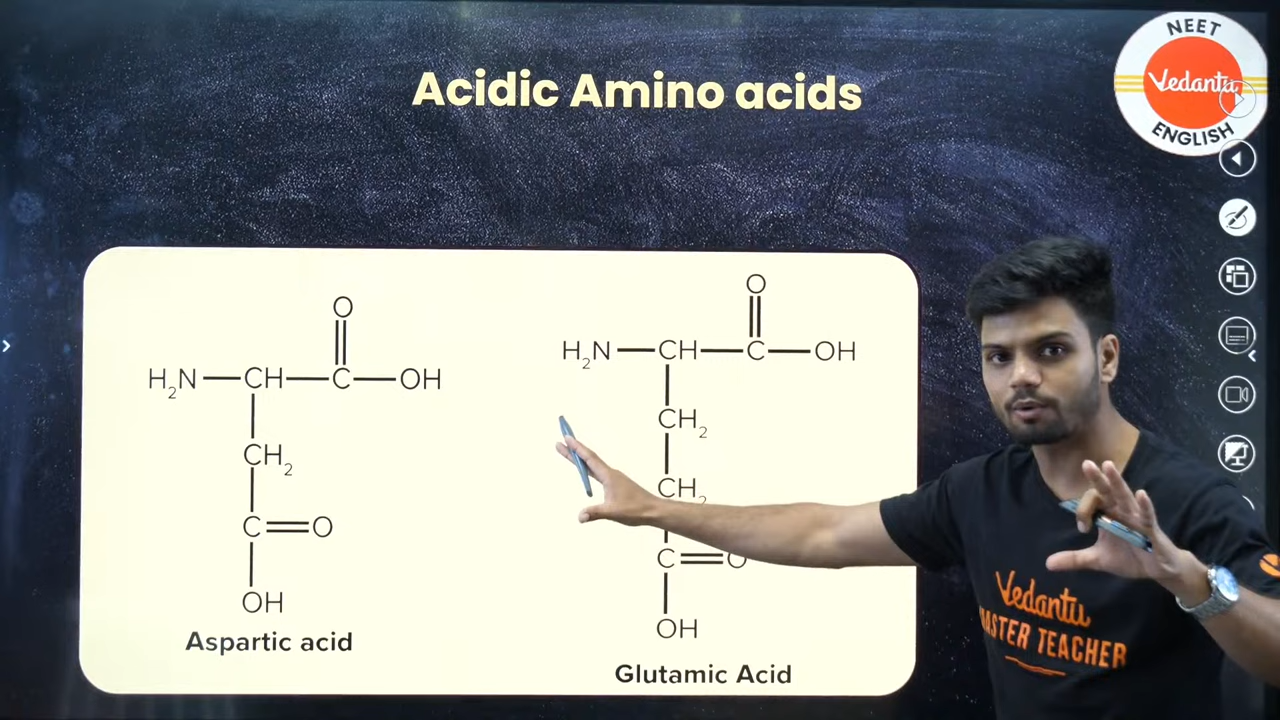 Acidic Amino acids
NEET
Vedantu
ENGLISH
O
H₂N CH C OH
CH₂
C O
OH
Aspartic acid
O
H₂N CH C OH
CH₂
CH₂
C O
OH
Glutamic Acid
Vedantu
MASTER TEACHER